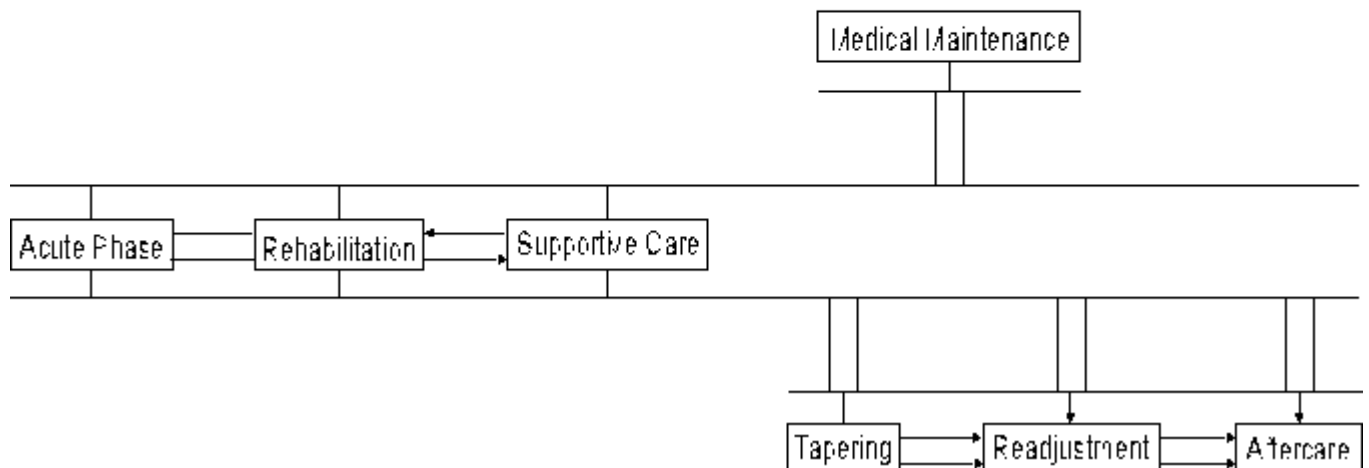 Medical Maintenance
Acute Phase
Rehabilitation
Supportive Care
Tapering
Readjustment
Aftercare